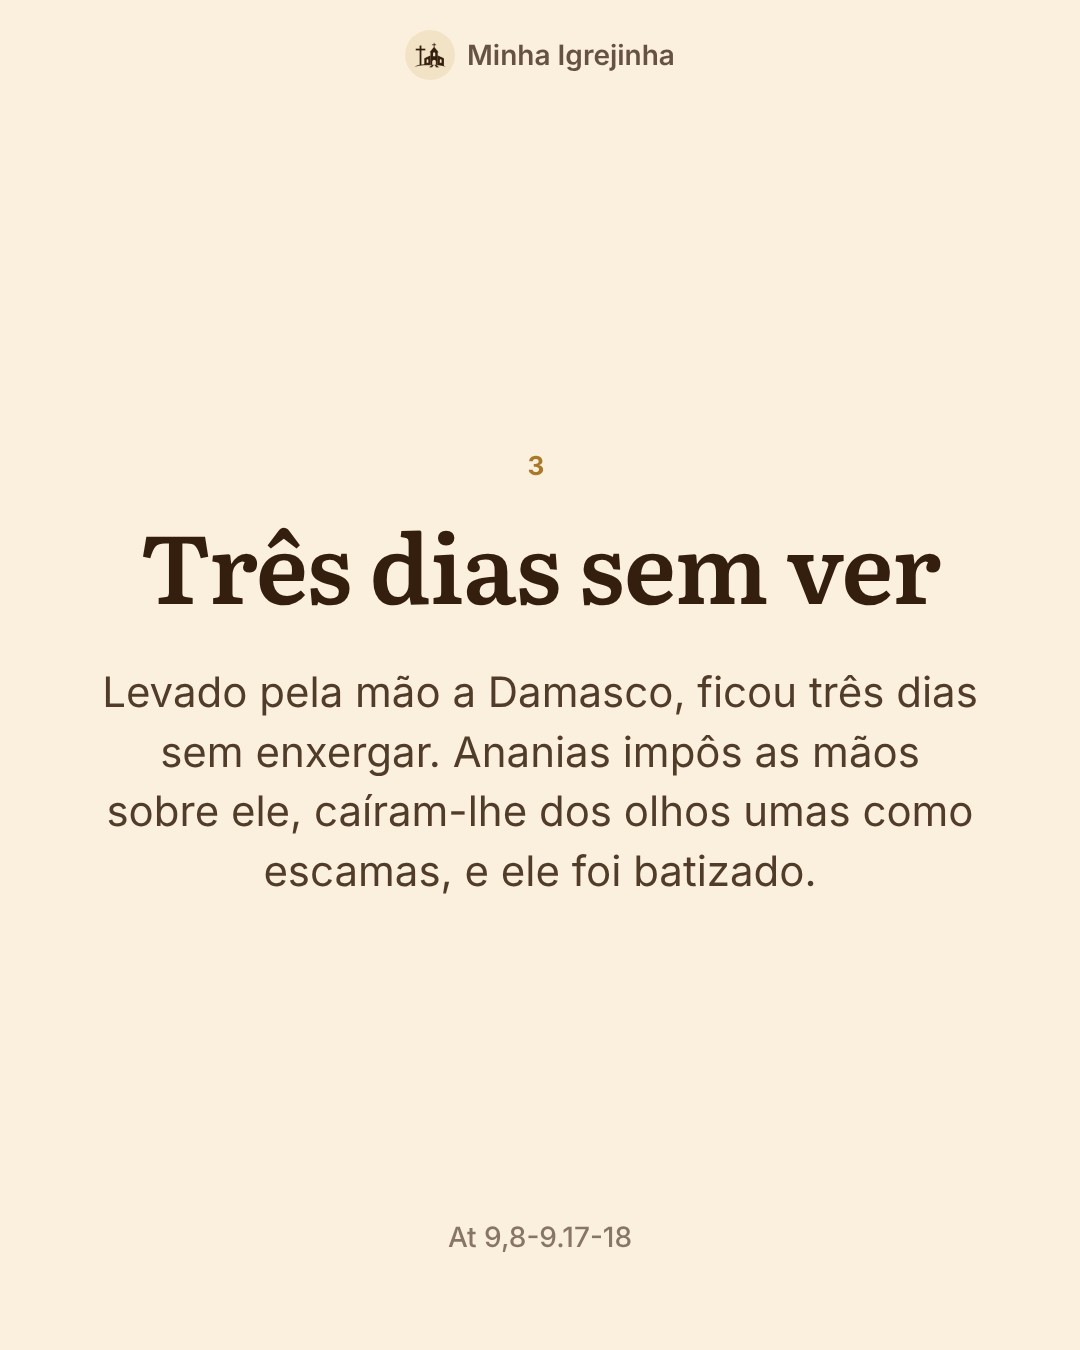 Minha Igrejinha
3
Três dias sem ver
Levado pela mão a Damasco, ficou três dias
sem enxergar. Ananias impôs as mãos
sobre ele, caíram-lhe dos olhos umas como
escamas, e ele foi batizado.
At 9,8-9.17-18